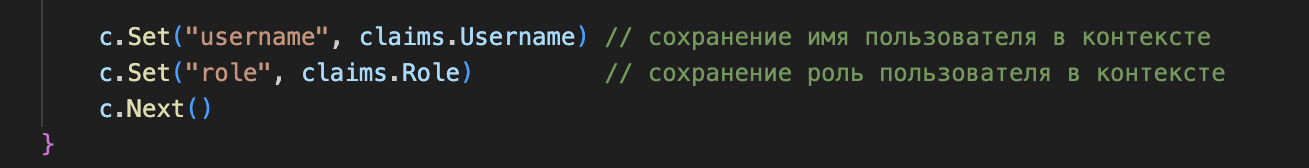 c.Set("username", claims.Username) // сохранение имя пользователя в контексте
c.Set("role", claims.Role)         // сохранение роль пользователя в контексте
c.Next()
}